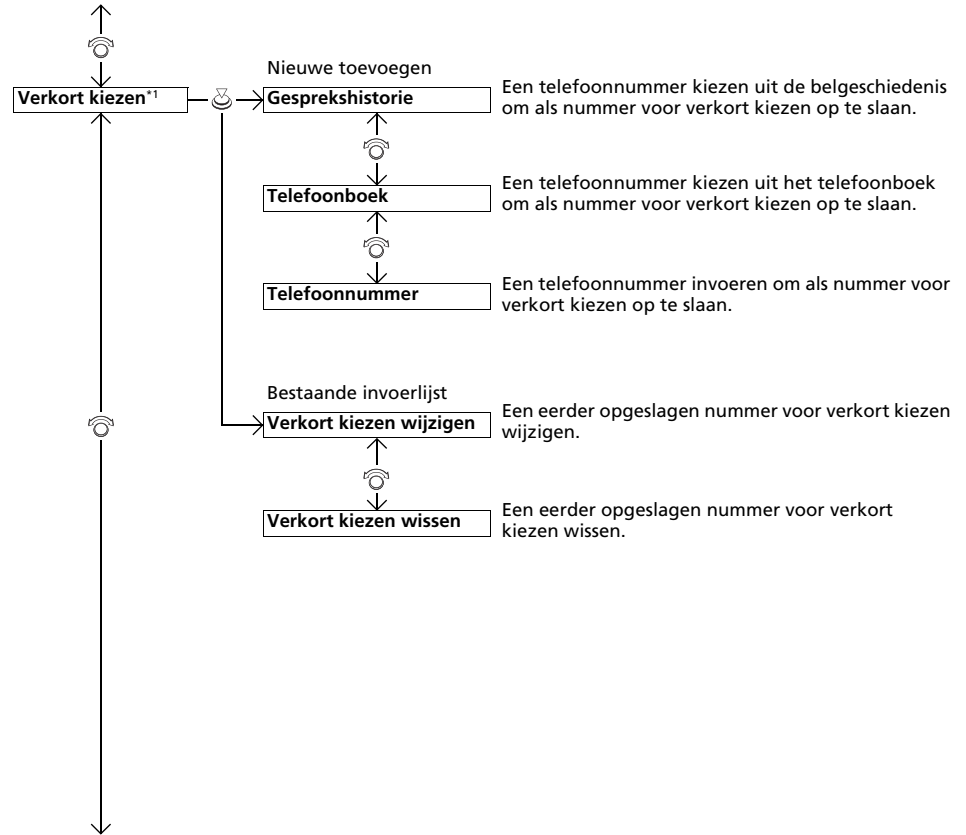 Nieuwe toevoegen
Verkort kiezen*1
Gesprekshistorie
Een telefoonnummer kiezen uit de belgeschiedenis
om als nummer voor verkort kiezen op te slaan.
Telefoonboek
Een telefoonnummer kiezen uit het telefoonboek
om als nummer voor verkort kiezen op te slaan.
Telefoonnummer
Een telefoonnummer invoeren om als nummer voor
verkort kiezen op te slaan.
Bestaande invoerlijst
Verkort kiezen wijzigen
Een eerder opgeslagen nummer voor verkort kiezen
wijzigen.
Verkort kiezen wissen
Een eerder opgeslagen nummer voor verkort
kiezen wissen.